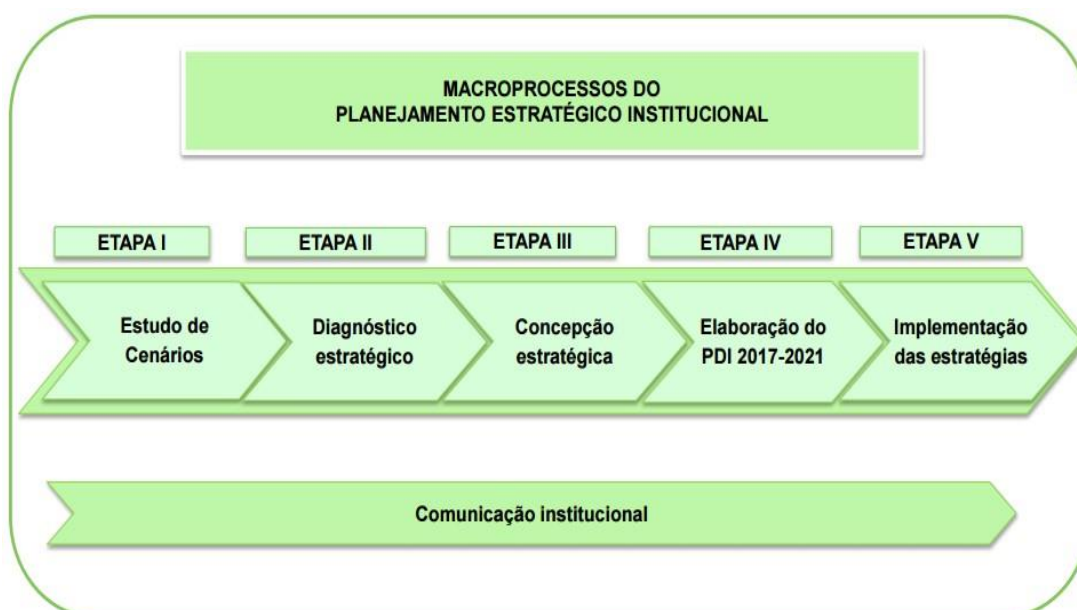 MACROPROCESSOS DO
PLANEJAMENTO ESTRATÉGICO INSTITUCIONAL
ETAPA I
ETAPA II
ETAPA III
ETAPA IV
ETAPA V
Estudo de
Cenários
Diagnóstico
estratégico
Concepção
estratégica
Elaboração do
PDI 2017-2021
Implementação
das estratégias
Comunicação institucional